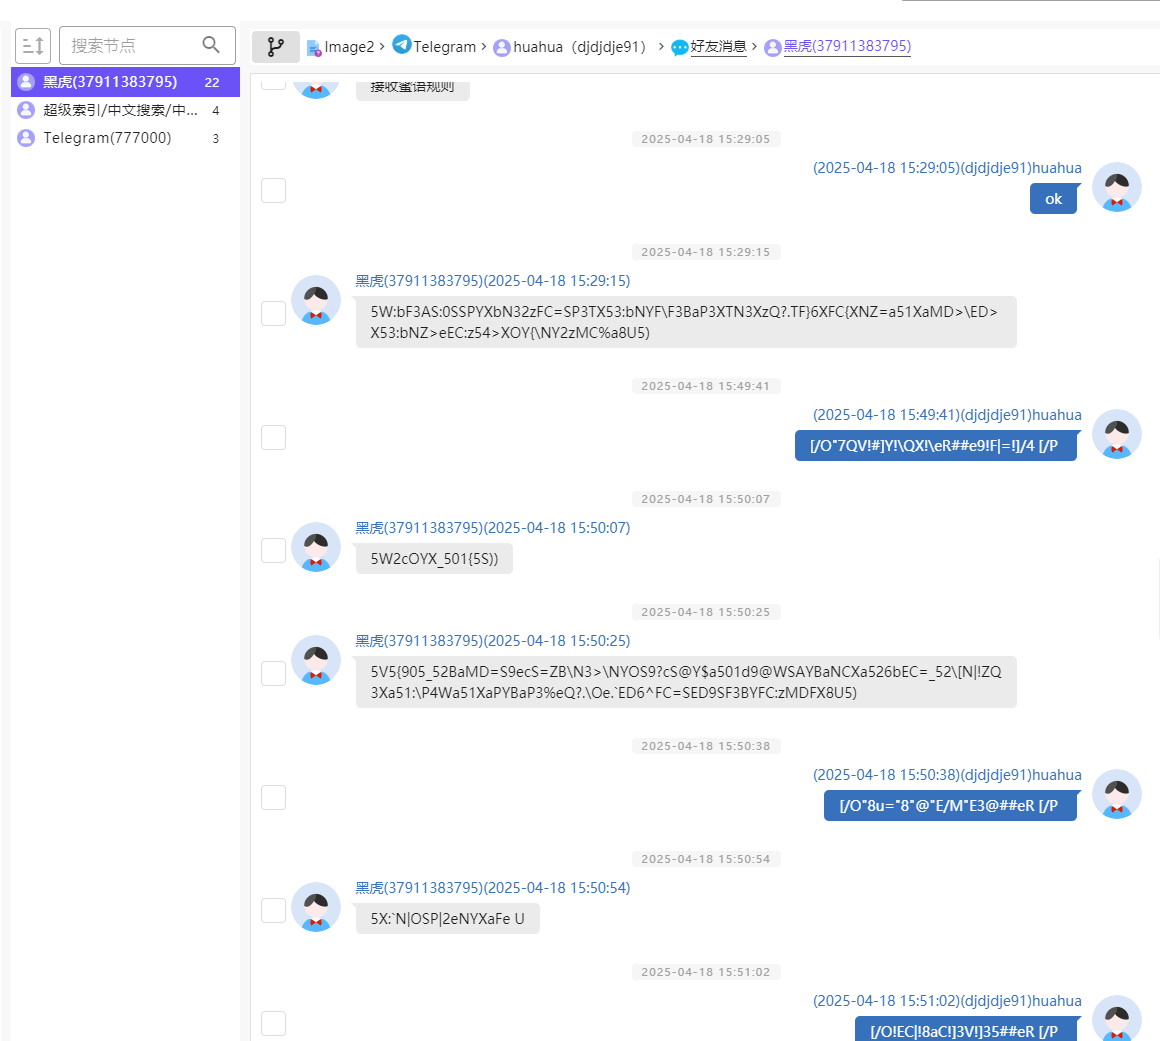 搜索节点
Image2 > Telegram > huahua（djdjdje91） > 好友消息 > 黑虎(37911383795)
黑虎(37911383795) 22
超级索引/中文搜索/中... 4
Telegram(777000) 3
接收蜜语规则
2025-04-18 15:29:05
(2025-04-18 15:29:05)(djdjdje91)huahua
ok
2025-04-18 15:29:15
黑虎(37911383795)(2025-04-18 15:29:15)
5W:bF3AS:0SSPYXbN32zFC=SP3TX53:bNYF\F3BaP3XTN3XzQ?.TF}6XFC{XNZ=a51XaMD>\ED>
X53:bNZ>eEC:z54>XOY{\NY2zMC%a8U5)
2025-04-18 15:49:41
(2025-04-18 15:49:41)(djdjdje91)huahua
[/O"7QV!#]Y!\QX!\eR##e9!F|=!]/4 [/P
2025-04-18 15:50:07
黑虎(37911383795)(2025-04-18 15:50:07)
5W2cOYX_501{5S))
2025-04-18 15:50:25
黑虎(37911383795)(2025-04-18 15:50:25)
5V5{905_52BaMD=S9ecS=ZB\N3>\NYOS9?cS@Y$a501d9@WSAYBaNCXa526bEC=_52\[N|!ZQ
3Xa51:\P4Wa51XaPYBaP3%eQ?.\Oe.`ED6^FC=SED9SF3BYFC:zMDFX8U5)
2025-04-18 15:50:38
(2025-04-18 15:50:38)(djdjdje91)huahua
[/O"8u="8"@"E/M"E3@##eR [/P
2025-04-18 15:50:54
黑虎(37911383795)(2025-04-18 15:50:54)
5X:`N|OSP|2eNYXaFe U
2025-04-18 15:51:02
(2025-04-18 15:51:02)(djdjdje91)huahua
[/O!EC|!8aC!]3V!]35##eR [/P